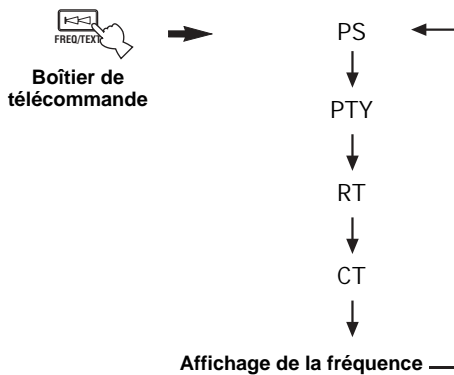 FREQ/TEXT
Boîtier de
télécommande
PS
PTY
RT
CT
Affichage de la fréquence